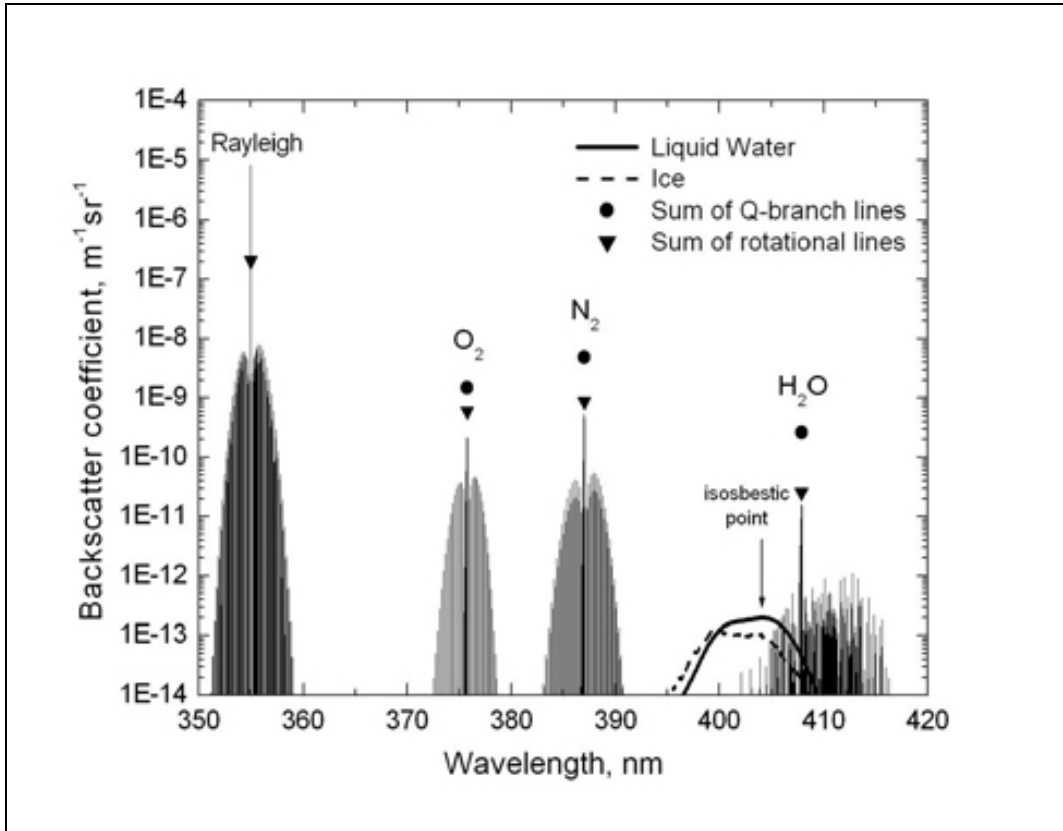 1E-4
1E-5
1E-6
1E-7
1E-8
1E-9
1E-10
1E-11
1E-12
1E-13
1E-14
Backscatter coefficient, m⁻¹sr⁻¹
Rayleigh
Liquid Water
Ice
Sum of Q-branch lines
Sum of rotational lines
O₂
N₂
H₂O
isosbestic
point
350 360 370 380 390 400 410 420
Wavelength, nm